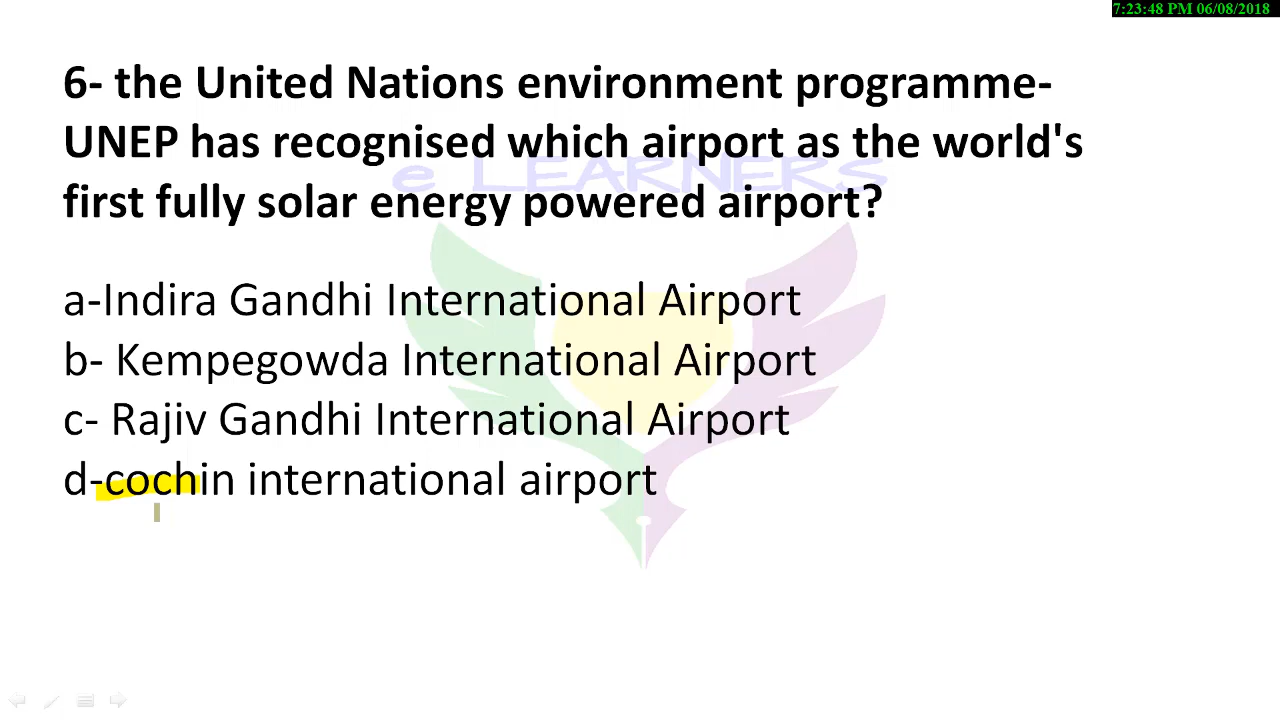 7:23:48 PM 06/08/2018
6- the United Nations environment programme-
UNEP has recognised which airport as the world's
e LEARNERS
first fully solar energy powered airport?
a-Indira Gandhi International Airport
b- Kempegowda International Airport
c- Rajiv Gandhi International Airport
d-cochin international airport